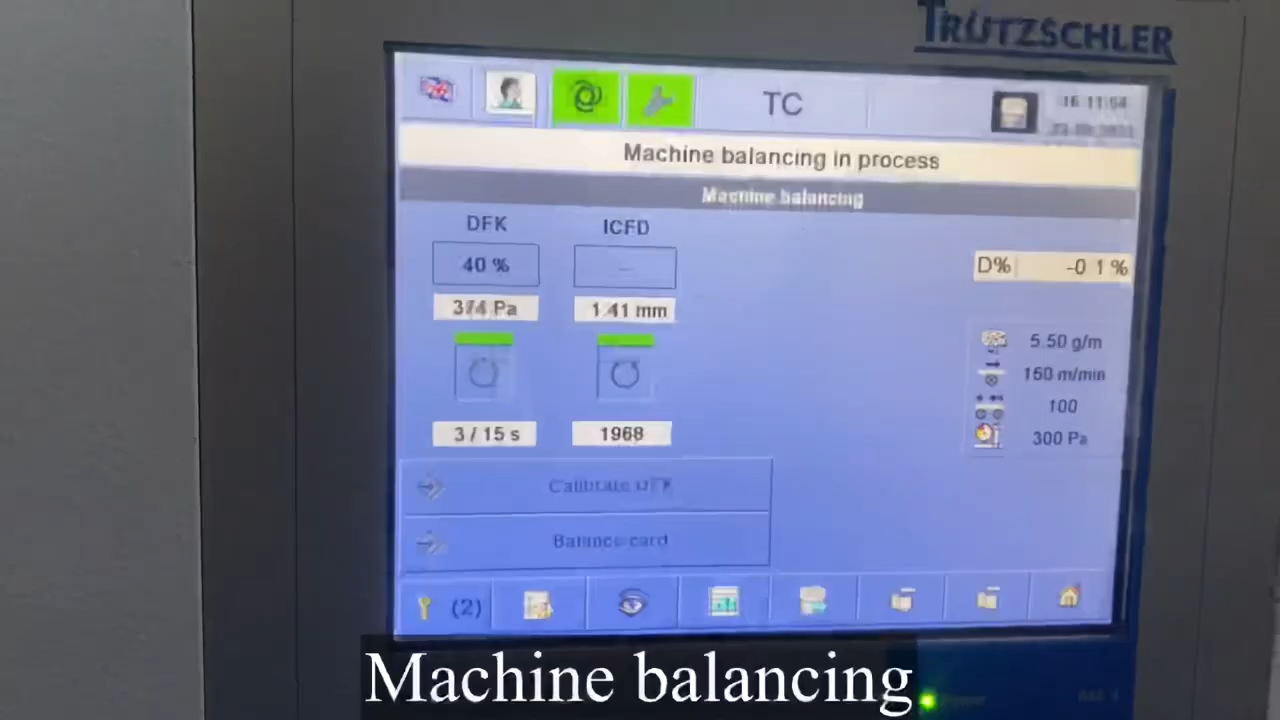 TRÜTZSCHLER
TC
Machine balancing in process
Machine balancing
DFK
ICFD
40 %
D%
-0 1 %
374 Pa
1.41 mm
5.50 g/m
150 m/min
100
300 Pa
3 / 15 s
1968
Calibrate DFK
Balance card
(2)
Machine balancing